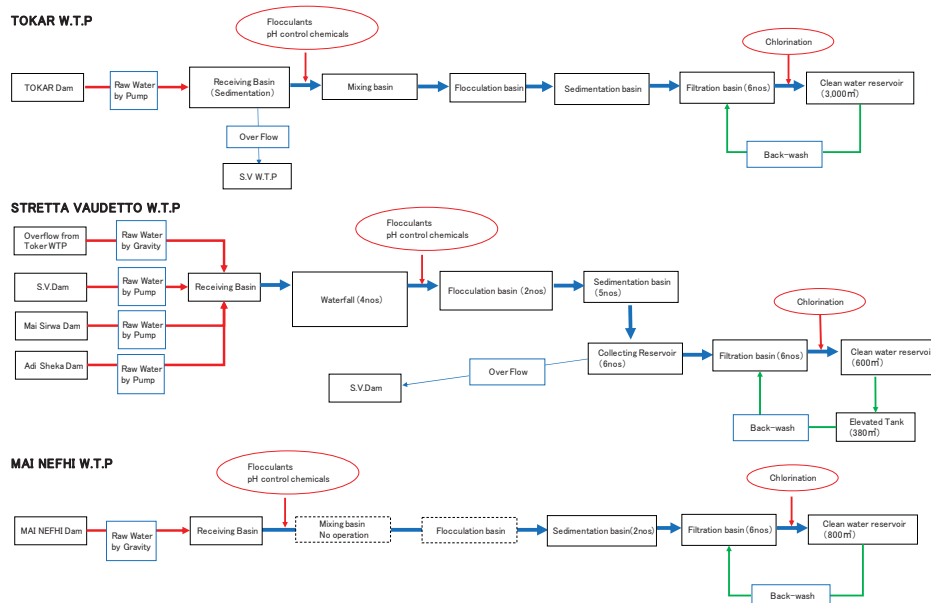 TOKAR W.T.P
Flocculants
pH control chemicals
Chlorination
TOKAR Dam
Raw Water
by Pump
Receiving Basin
(Sedimentation)
Mixing basin
Flocculation basin
Sedimentation basin
Filtration basin (6nos)
Clean water reservoir
(3,000㎥)
Over Flow
Back-wash
S.V W.T.P
STRETTA VAUDETTO W.T.P
Overflow from
Toker WTP
Raw Water
by Gravity
Flocculants
pH control chemicals
S.V.Dam
Raw Water
by Pump
Receiving Basin
Waterfall (4nos)
Flocculation basin (2nos)
Sedimentation basin
(5nos)
Chlorination
Mai Sirwa Dam
Raw Water
by Pump
Adi Sheka Dam
Raw Water
by Pump
Collecting Reservoir
(6nos)
Filtration basin (6nos)
Clean water reservoir
(600㎥)
Over Flow
S.V.Dam
Back-wash
Elevated Tank
(380㎥)
MAI NEFHI W.T.P
Flocculants
pH control chemicals
Chlorination
MAI NEFHI Dam
Raw Water
by Gravity
Receiving Basin
Mixing basin
No operation
Flocculation basin
Sedimentation basin(2nos)
Filtration basin (6nos)
Clean water reservoir
(800㎥)
Back-wash